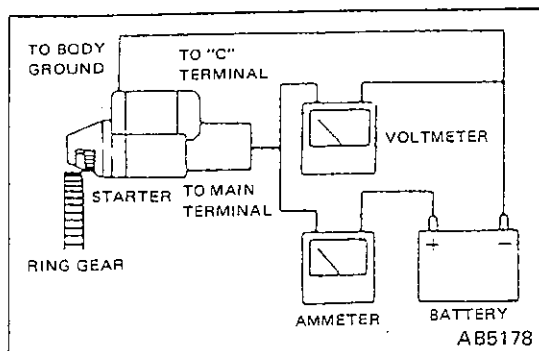 TO BODY
GROUND
TO "C"
TERMINAL
VOLTMETER
STARTER
TO MAIN
TERMINAL
RING GEAR
+
−
AMMETER
BATTERY
AB5178